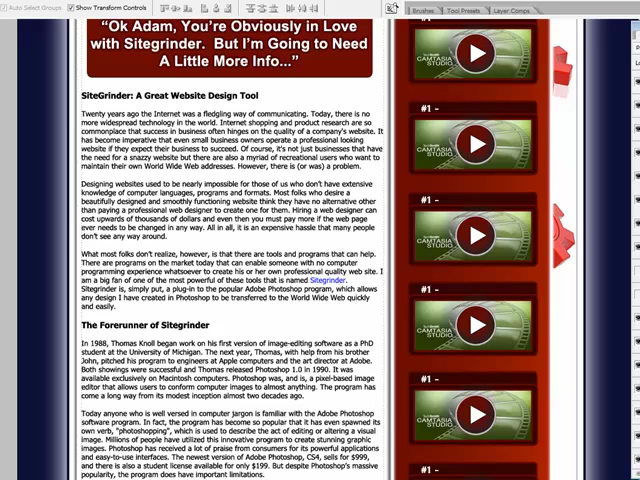 Auto Select Groups
Show Transform Controls
Brushes
Tool Presets
Layer Comps
“Ok Adam, You’re Obviously in Love
with Sitegrinder. But I’m Going to Need
A Little More Info...”
SiteGrinder: A Great Website Design Tool
Twenty years ago the Internet was a fledgling way of communicating. Today, there is no
more widespread technology in the world. Internet shopping and product research are so
commonplace that success in business often hinges on the quality of a company's website. It
has become imperative that even small business owners operate a professional looking
website if they expect their business to succeed. Of course, it's not just businesses that have
the need for a snazzy website but there are also a myriad of recreational users who want to
maintain their own World Wide Web addresses. However, there is (or was) a problem.
Designing websites used to be nearly impossible for those of us who don’t have extensive
knowledge of computer languages, programs and formats. Most folks who desire a
beautifully designed and smoothly functioning website think they have no alternative other
than paying a professional web designer to create one for them. Hiring a web designer can
cost upwards of thousands of dollars and even then you must pay more if the web page
ever needs to be changed in any way. All in all, it is an expensive hassle that many people
don’t see any way around.
What most folks don’t realize, however, is that there are tools and programs that can help.
There are programs on the market today that can enable someone with no computer
programming experience whatsoever to create his or her own professional quality web site. I
am a big fan of one of the most powerful of these tools that is named Sitegrinder.
Sitegrinder is, simply put, a plug-in to the popular Adobe Photoshop program, which allows
any design I have created in Photoshop to be transferred to the World Wide Web quickly
and easily.
The Forerunner of Sitegrinder
In 1988, Thomas Knoll began work on his first version of image-editing software as a PhD
student at the University of Michigan. The next year, Thomas, with help from his brother
John, pitched his program to engineers at Apple computers and the art director at Adobe.
Both showings were successful and Thomas released Photoshop 1.0 in 1990. It was
available exclusively on Macintosh computers. Photoshop was, and is, a pixel-based image
editor that allows users to conform computer images to almost anything. The program has
come a long way from its modest inception almost two decades ago.
Today anyone who is well versed in computer jargon is familiar with the Adobe Photoshop
software program. In fact, the program has become so popular that it has even spawned its
own verb, "photoshopping", which is used to describe the act of editing or altering a visual
image. Millions of people have utilized this innovative program to create stunning graphic
images. Photoshop has received a lot of praise from consumers for its powerful applications
and easy-to-use interfaces. The newest version of Adobe Photoshop, CS4, sells for $999,
and there is also a student license available for only $199. But despite Photoshop’s massive
popularity, the program does have important limitations.
#1 -
CAMTASIA
STUDIO
#1 -
CAMTASIA
STUDIO
#1 -
CAMTASIA
STUDIO
#1 -
CAMTASIA
STUDIO
#1 -
CAMTASIA
STUDIO
#1 -